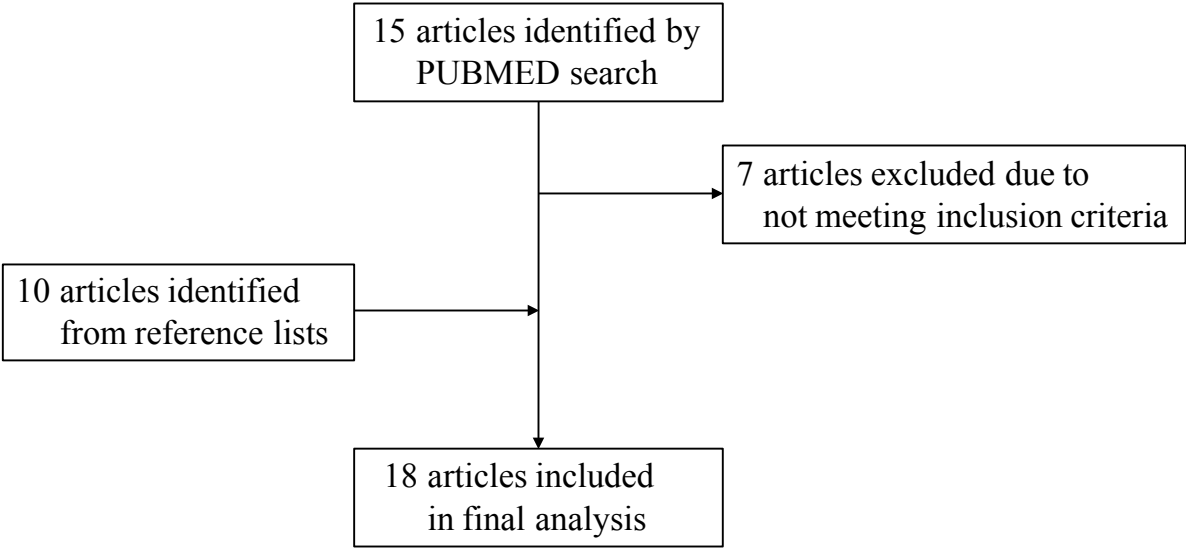 15 articles identified by
PUBMED search
7 articles excluded due to
not meeting inclusion criteria
10 articles identified
from reference lists
18 articles included
in final analysis